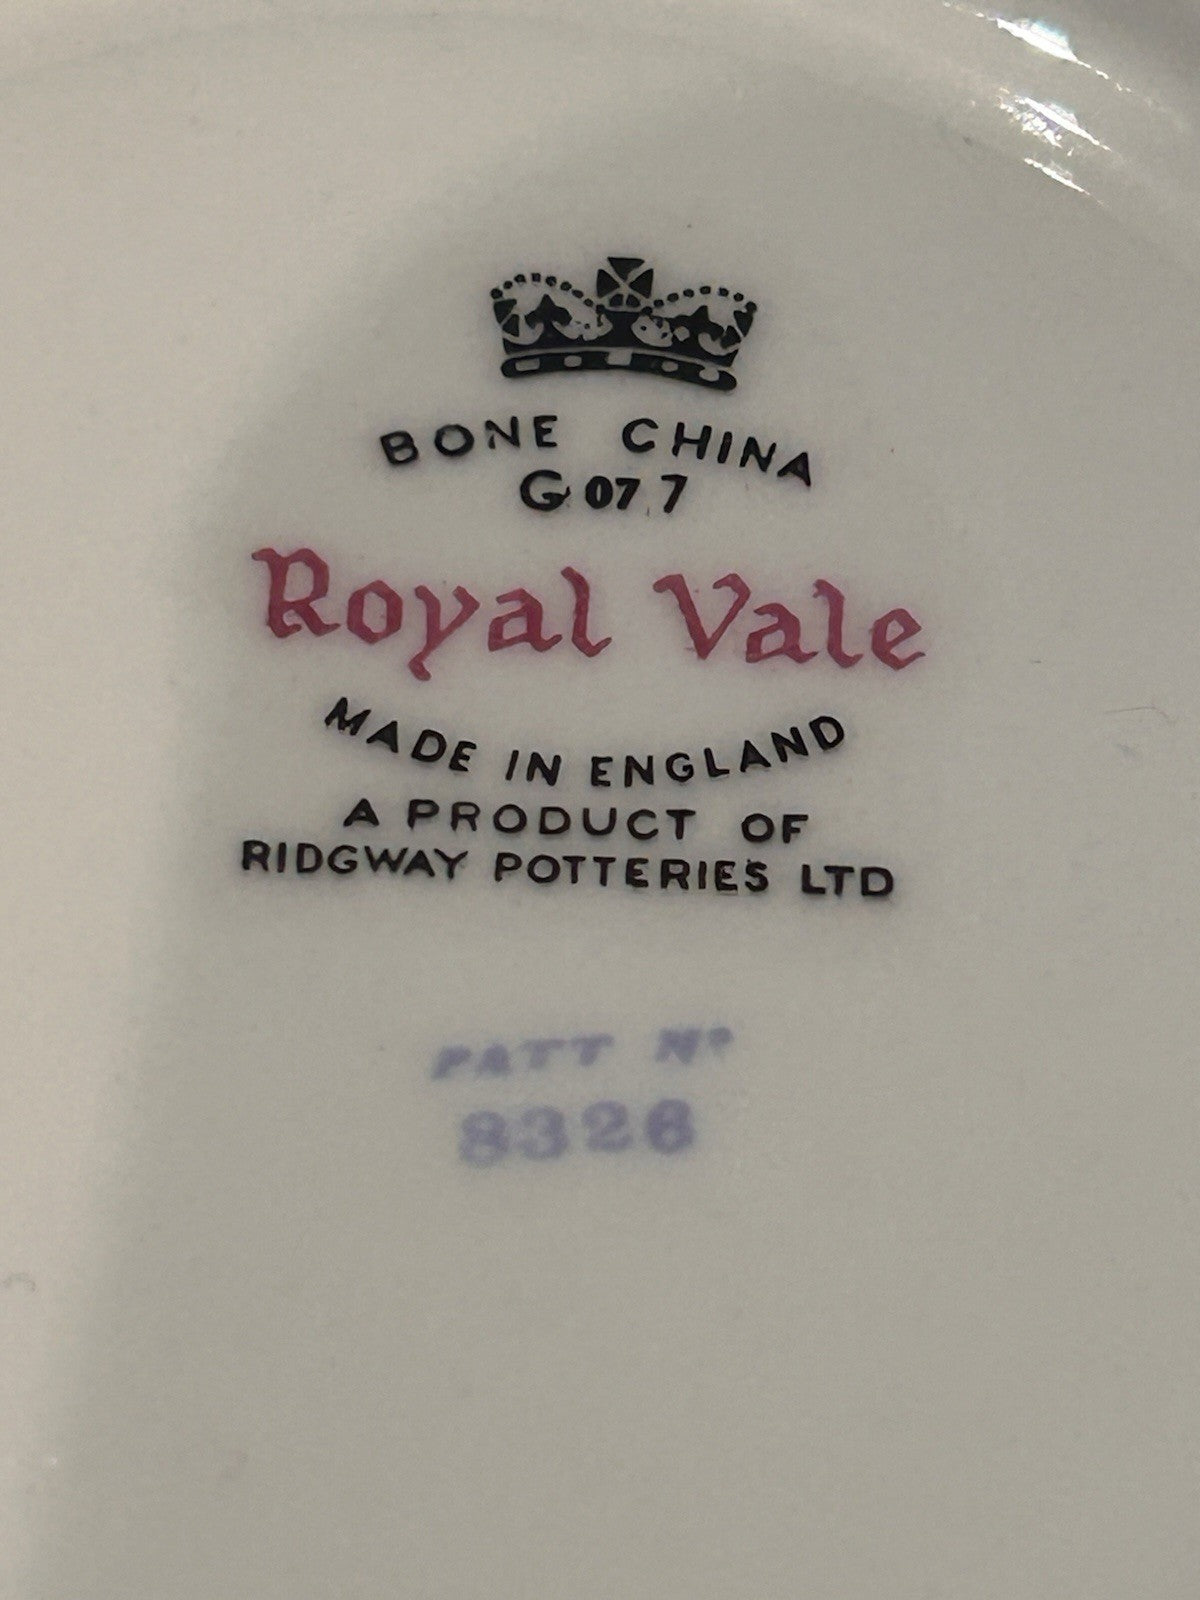 BONE CHINA
G 07 7
Royal Vale
MADE IN ENGLAND
A PRODUCT OF
RIDGWAY POTTERIES LTD
PATT Nº
8326